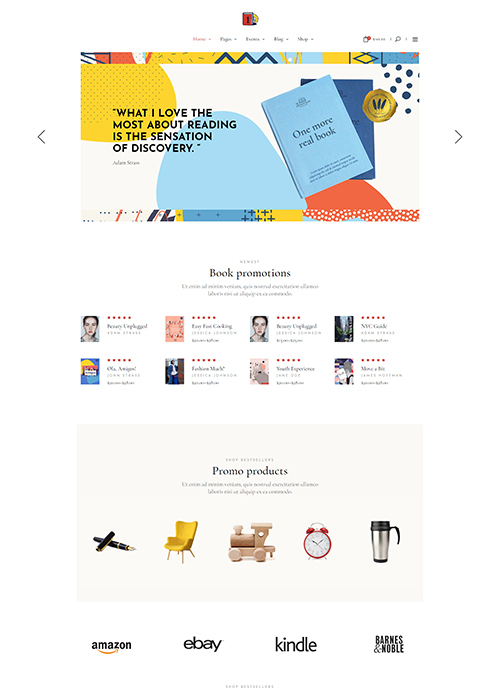 Home Pages Events Blog Shop
"WHAT I LOVE THE
MOST ABOUT READING
IS THE SENSATION
OF DISCOVERY. "
Adam Straw
One more
real book
NEWEST
Book promotions
Ut enim ad minim veniam, quis nostrud exercitation ullamco
laboris nisi ut aliquip ex ea commodo.
Beauty Unplugged
ADAM STRASE
Easy Fast Cooking
JESSICA JOHNSON
Beauty Unplugged
JESSICA JOHNSON
NYC Guide
ADAM STRASE
Ola, Amigos!
JOHN STRASE
Fashion Much?
JESSICA JOHNSON
Youth Experience
JANE DOE
Move a Bit
JAMES HOFFMAN
SHOP BESTSELLERS
Promo products
Ut enim ad minim veniam, quis nostrud exercitation ullamco
laboris nisi ut aliquip ex ea commodo.
amazon
ebay
kindle
BARNES
&NOBLE
SHOP BESTSELLERS